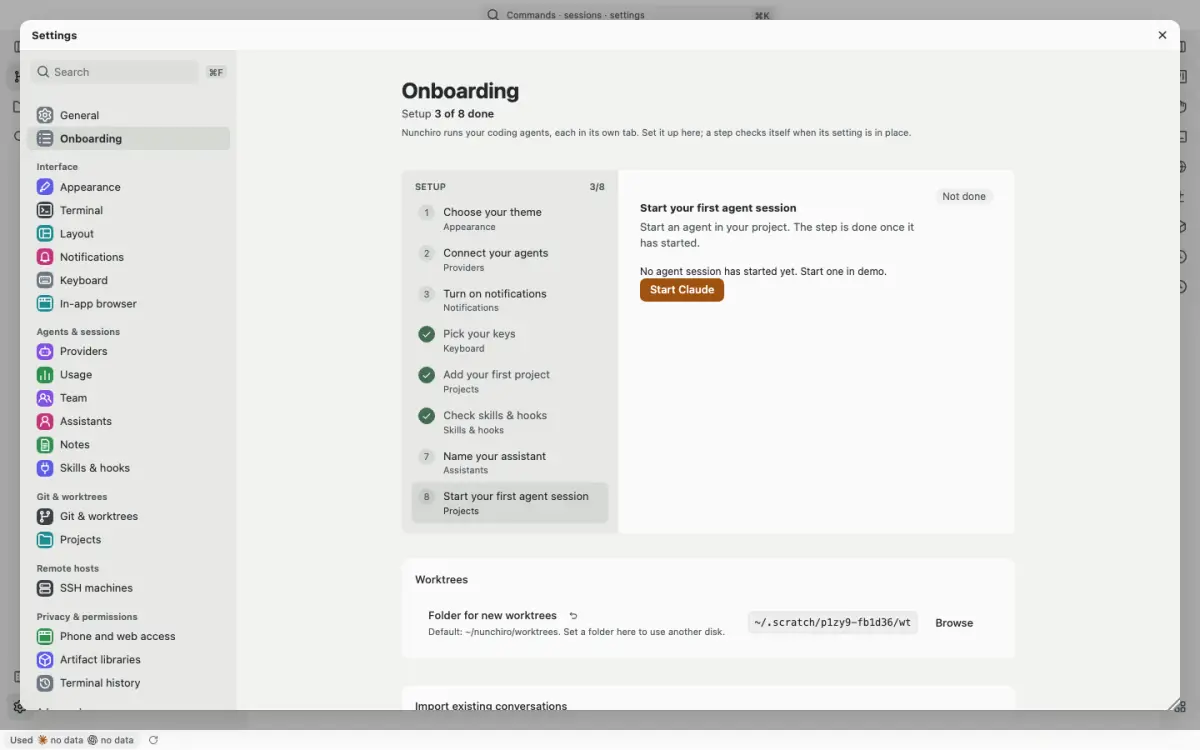 Commands · sessions · settings
⌘K
Settings
Search
⌘F
General
Onboarding
Interface
Appearance
Terminal
Layout
Notifications
Keyboard
In-app browser
Agents & sessions
Providers
Usage
Team
Assistants
Notes
Skills & hooks
Git & worktrees
Git & worktrees
Projects
Remote hosts
SSH machines
Privacy & permissions
Phone and web access
Artifact libraries
Terminal history
Onboarding
Setup 3 of 8 done
Nunchiro runs your coding agents, each in its own tab. Set it up here; a step checks itself when its setting is in place.
SETUP
3/8
1
Choose your theme
Appearance
2
Connect your agents
Providers
3
Turn on notifications
Notifications
Pick your keys
Keyboard
Add your first project
Projects
Check skills & hooks
Skills & hooks
7
Name your assistant
Assistants
8
Start your first agent session
Projects
Not done
Start your first agent session
Start an agent in your project. The step is done once it
has started.
No agent session has started yet. Start one in demo.
Start Claude
Worktrees
Folder for new worktrees
Default: ~/nunchiro/worktrees. Set a folder here to use another disk.
~/.scratch/p1zy9-fb1d36/wt
Browse
Import existing conversations
Used
no data
no data